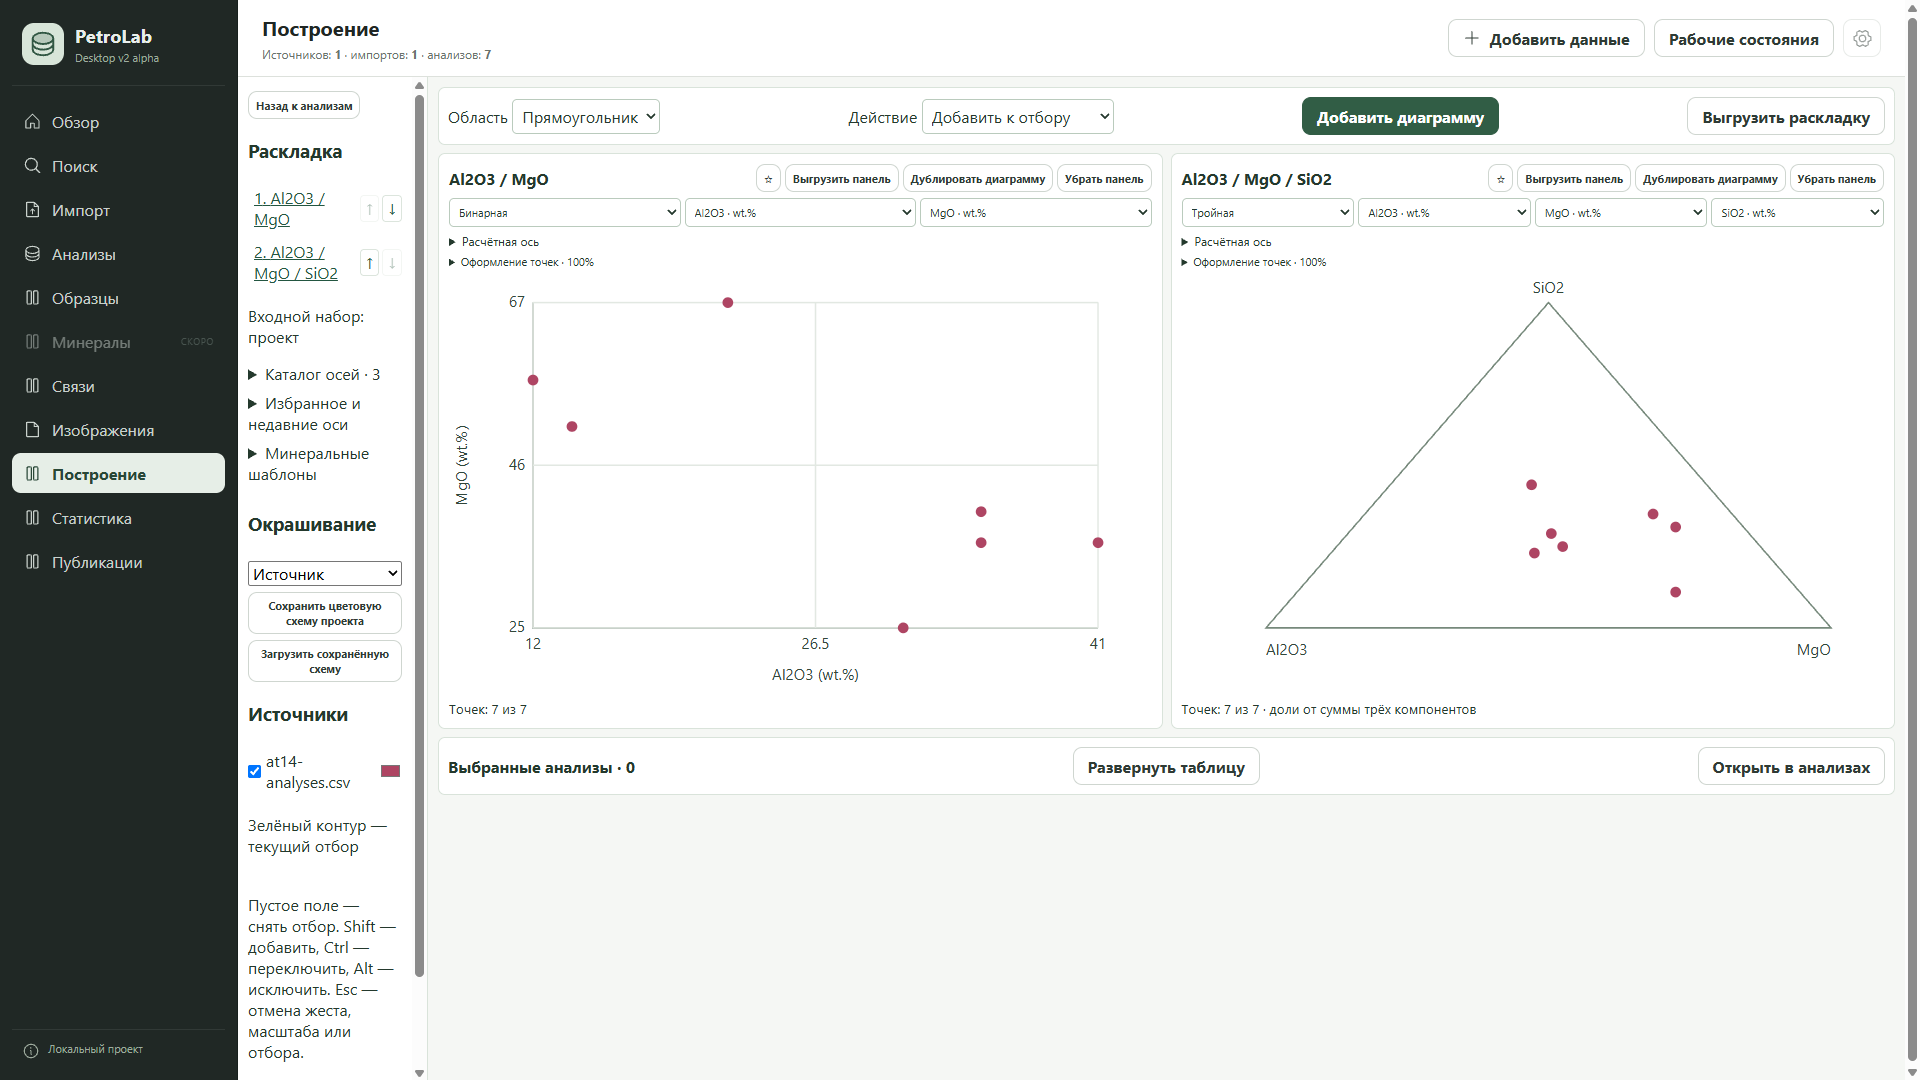 PetroLab
Desktop v2 alpha
Обзор
Поиск
Импорт
Анализы
Образцы
Минералы
СКОРО
Связи
Изображения
Построение
Статистика
Публикации
Локальный проект
Построение
Источников: 1 · импортов: 1 · анализов: 7
Добавить данные
Рабочие состояния
Назад к анализам
Раскладка
1. Al2O3 /
MgO
↑ ↓
2. Al2O3 /
MgO / SiO2
↑ ↓
Входной набор:
проект
Каталог осей · 3
Избранное и
недавние оси
Минеральные
шаблоны
Окрашивание
Источник
Сохранить цветовую
схему проекта
Загрузить сохранённую
схему
Источники
at14-
analyses.csv
Зелёный контур —
текущий отбор
Пустое поле —
снять отбор. Shift —
добавить, Ctrl —
переключить, Alt —
исключить. Esc —
отмена жеста,
масштаба или
отбора.
Область Прямоугольник
Действие Добавить к отбору
Добавить диаграмму
Выгрузить раскладку
Al2O3 / MgO
☆ Выгрузить панель Дублировать диаграмму Убрать панель
Бинарная Al2O3 · wt.% MgO · wt.%
Расчётная ось
Оформление точек · 100%
67
46
25
MgO (wt.%)
12 26.5 41
Al2O3 (wt.%)
Точек: 7 из 7
Al2O3 / MgO / SiO2
☆ Выгрузить панель Дублировать диаграмму Убрать панель
Тройная Al2O3 · wt.% MgO · wt.% SiO2 · wt.%
Расчётная ось
Оформление точек · 100%
SiO2
Al2O3 MgO
Точек: 7 из 7 · доли от суммы трёх компонентов
Выбранные анализы · 0
Развернуть таблицу
Открыть в анализах